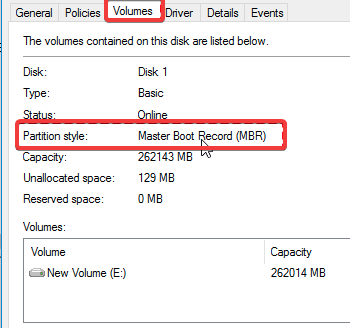 General Policies Volumes Driver Details Events
The volumes contained on this disk are listed below.
Disk: Disk 1
Type: Basic
Status: Online
Partition style: Master Boot Record (MBR)
Capacity: 262143 MB
Unallocated space: 129 MB
Reserved space: 0 MB
Volumes:
Volume Capacity
New Volume (E:) 262014 MB